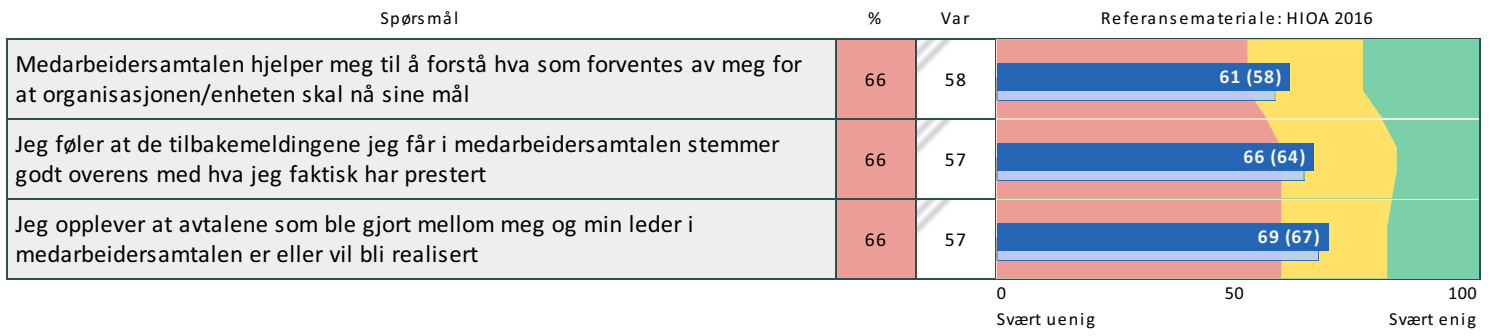 Spørsmål % Var Referansemateriale: HIOA 2016
Medarbeidersamtalen hjelper meg til å forstå hva som forventes av meg for
at organisasjonen/enheten skal nå sine mål
66 58 61 (58)
Jeg føler at de tilbakemeldingene jeg får i medarbeidersamtalen stemmer
godt overens med hva jeg faktisk har prestert
66 57 66 (64)
Jeg opplever at avtalene som ble gjort mellom meg og min leder i
medarbeidersamtalen er eller vil bli realisert
66 57 69 (67)
0 50 100
Svært uenig Svært enig